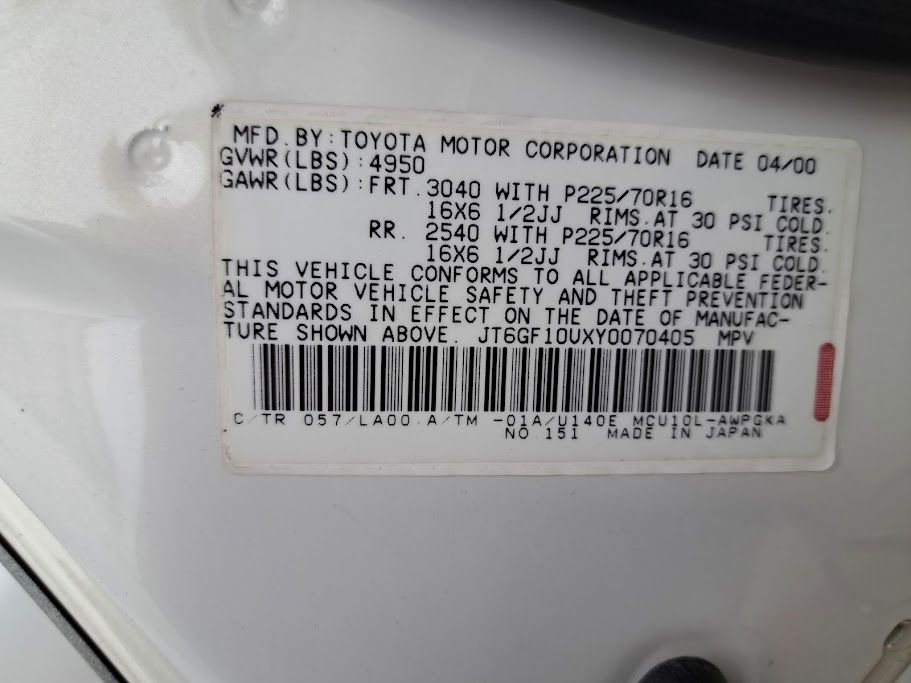 MFD. BY: TOYOTA MOTOR CORPORATION DATE 04/00
GVWR(LBS): 4950
GAWR(LBS): FRT. 3040 WITH P225/70R16 TIRES.
16X6 1/2JJ RIMS. AT 30 PSI COLD.
RR. 2540 WITH P225/70R16 TIRES.
16X6 1/2JJ RIMS. AT 30 PSI COLD.
THIS VEHICLE CONFORMS TO ALL APPLICABLE FEDER-
AL MOTOR VEHICLE SAFETY AND THEFT PREVENTION
STANDARDS IN EFFECT ON THE DATE OF MANUFAC-
TURE SHOWN ABOVE. JT6GF10UXY0070405 MPV
C/TR 057/LA00 A/TM -01A/U140E MCU10L-AWPGKA
NO.151 MADE IN JAPAN